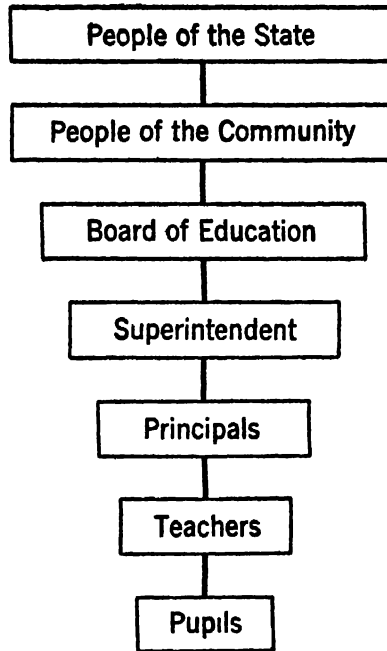 People of the State
People of the Community
Board of Education
Superintendent
Principals
Teachers
Pupils